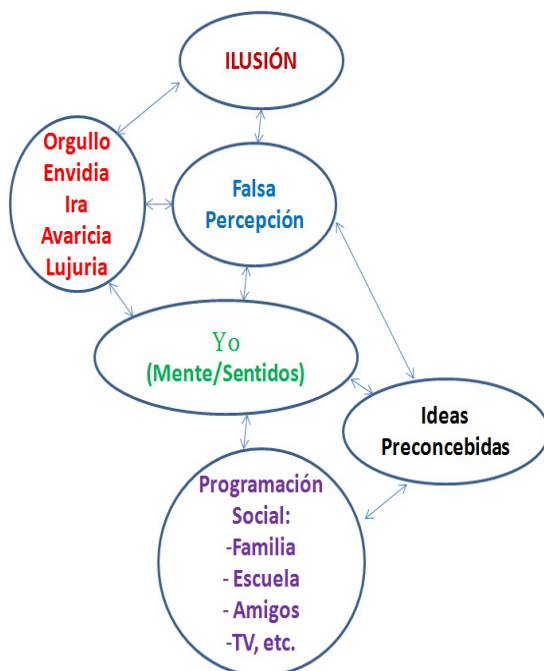 ILUSIÓN
Orgullo
Envidia
Ira
Avaricia
Lujuria
Falsa
Percepción
Yo
(Mente/Sentidos)
Ideas
Preconcebidas
Programación
Social:
-Familia
- Escuela
- Amigos
-TV, etc.